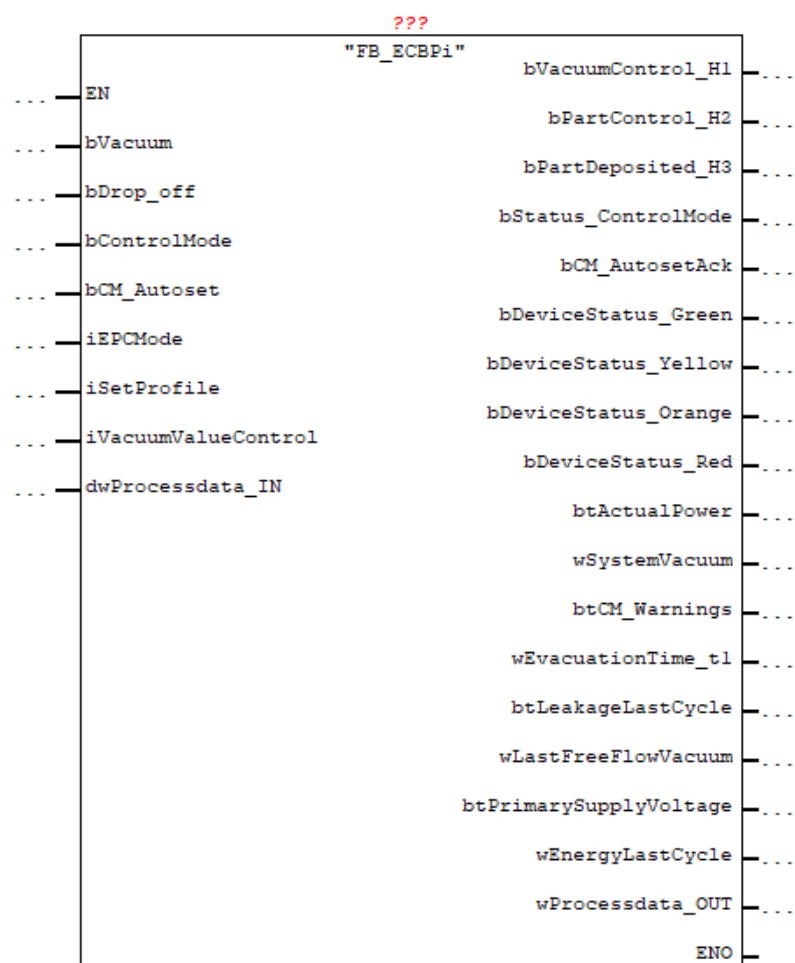 ???
"FB_ECBPi"
bVacuumControl_H1 ...
... EN
bPartControl_H2 ...
... bVacuum
bPartDeposited_H3 ...
... bDrop_off
bStatus_ControlMode ...
... bControlMode
bCM_AutosetAck ...
... bCM_Autoset
bDeviceStatus_Green ...
... iEPCMode
bDeviceStatus_Yellow ...
... iSetProfile
bDeviceStatus_Orange ...
... iVacuumValueControl
bDeviceStatus_Red ...
... dwProcessdata_IN
btActualPower ...
wSystemVacuum ...
btCM_Warnings ...
wEvacuationTime_t1 ...
btLeakageLastCycle ...
wLastFreeFlowVacuum ...
btPrimarySupplyVoltage ...
wEnergyLastCycle ...
wProcessdata_OUT ...
ENO